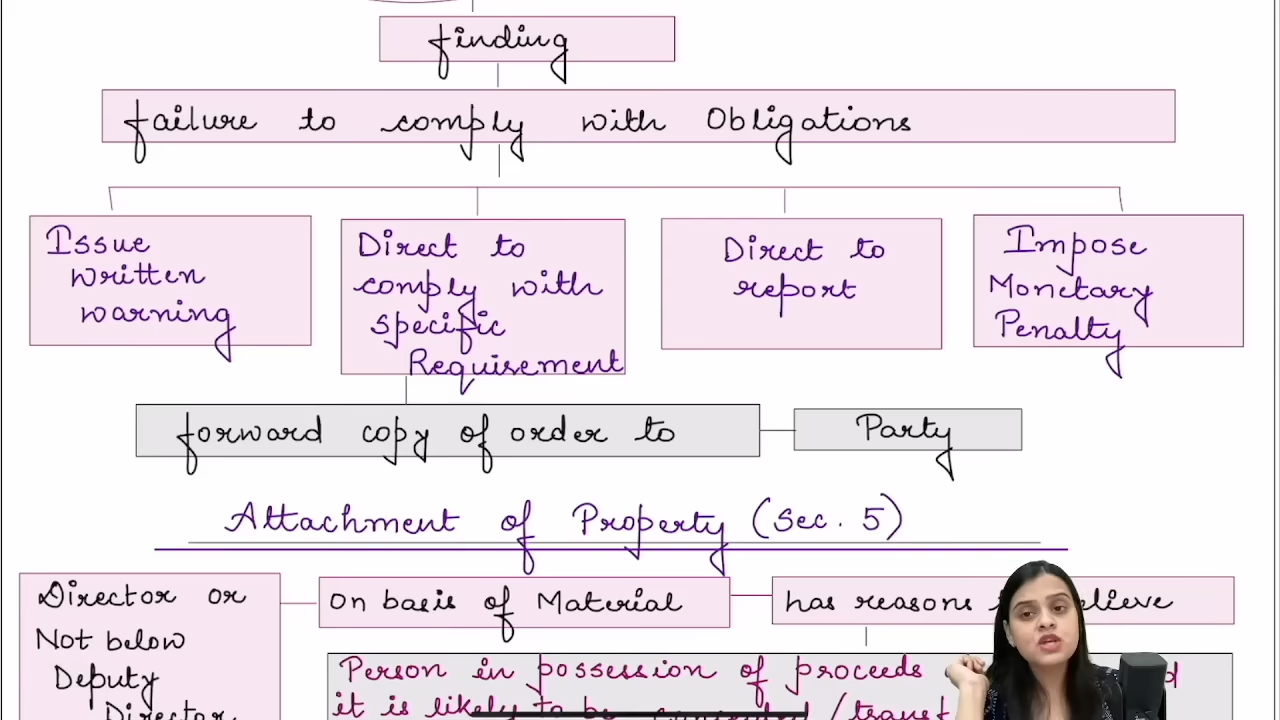 finding
failure to comply with Obligations
Issue
written
warning
Direct to
comply with
specific
Requirement
Direct to
report
Impose
Monetary
Penalty
forward copy of order to
Party
Attachment of Property (Sec. 5)
Director or
Not below
Deputy
Director
on basis of Material
has reasons
Person in possession of proceeds
it is likely to be